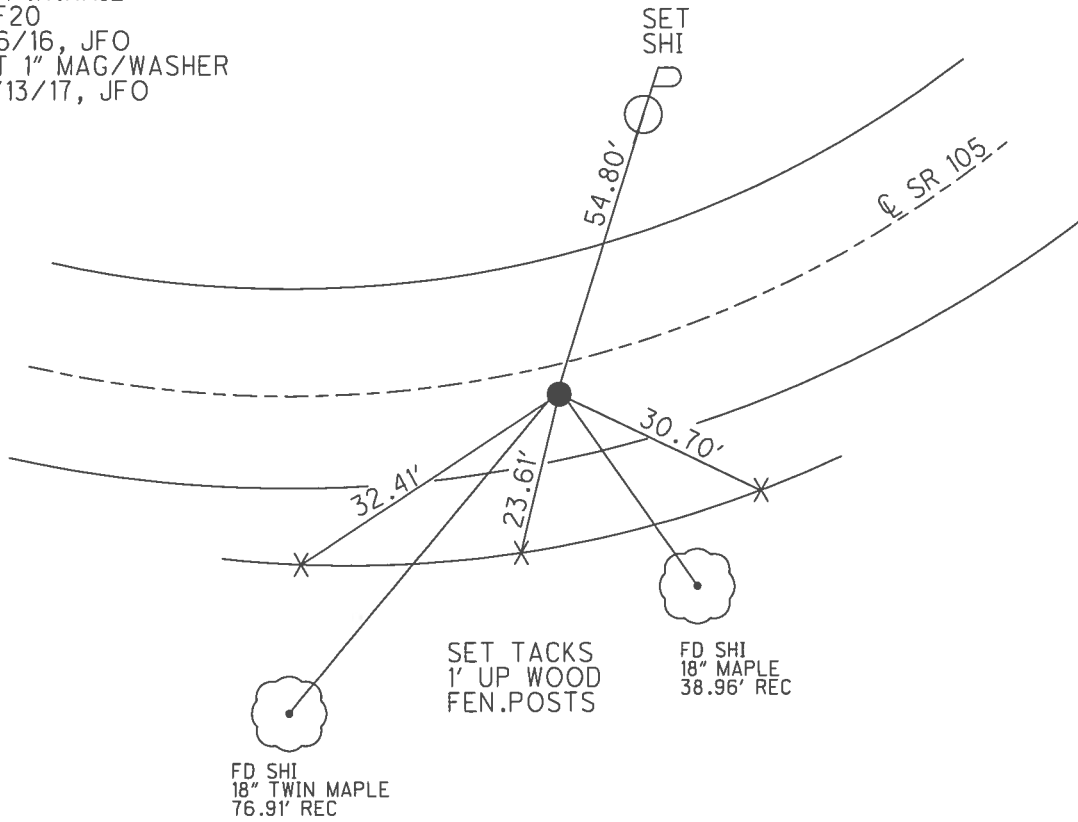 F20
6/16, JFO
T 1" MAG/WASHER
/13/17, JFO
SET
SHI
54.80'
℄ SR 105
30.70'
32.41'
23.61'
SET TACKS
1' UP WOOD
FEN.POSTS
FD SHI
18" MAPLE
38.96' REC
FD SHI
18" TWIN MAPLE
76.91' REC